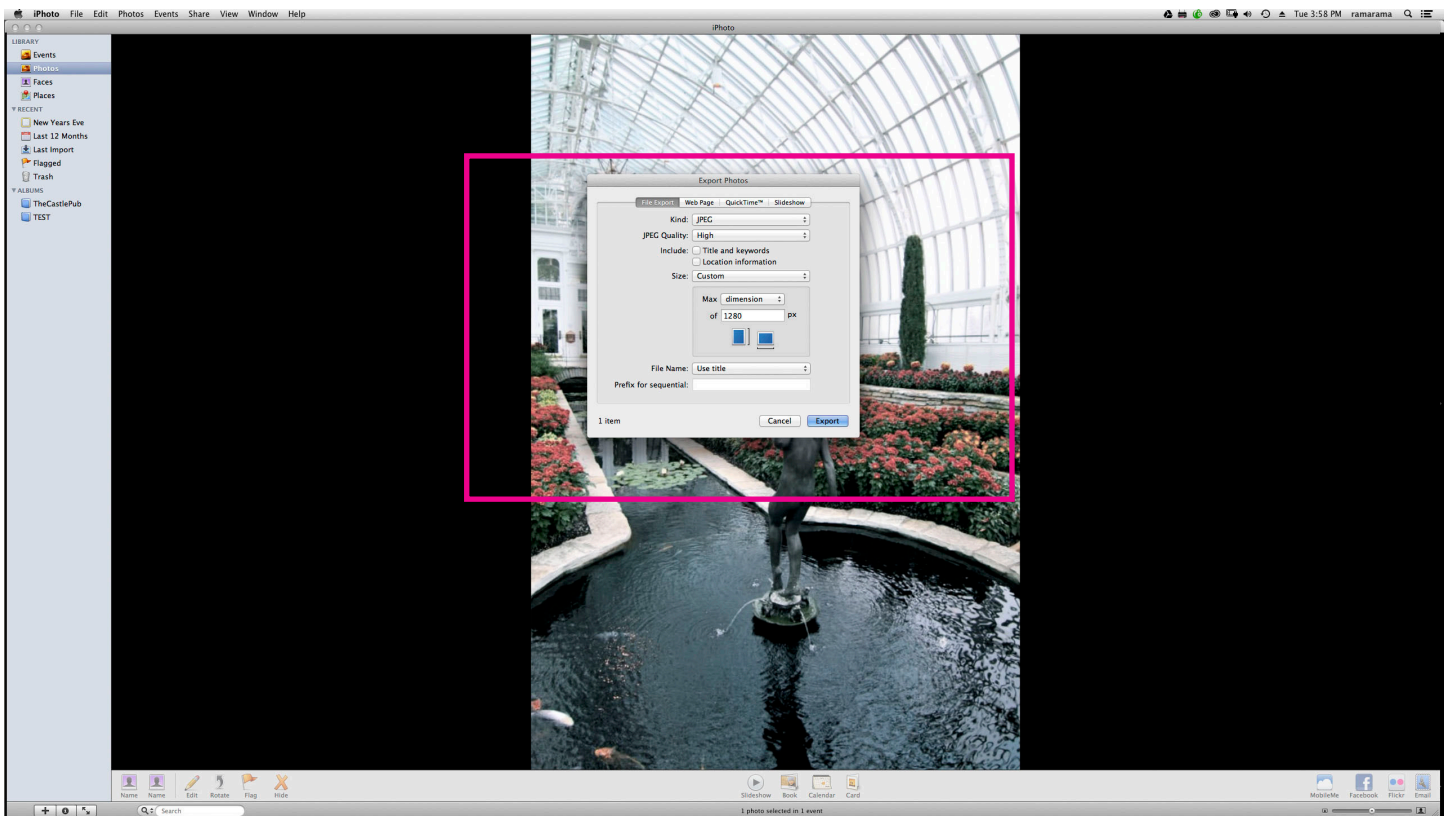 iPhoto File Edit Photos Events Share View Window Help
Tue 3:58 PM ramarama
iPhoto
LIBRARY
Events
Photos
Faces
Places
RECENT
New Years Eve
Last 12 Months
Last Import
Flagged
Trash
ALBUMS
TheCastlePub
TEST
Export Photos
File Export Web Page QuickTime™ Slideshow
Kind: JPEG
JPEG Quality: High
Include: Title and keywords
Location information
Size: Custom
Max dimension
of 1280 px
File Name: Use title
Prefix for sequential:
1 item Cancel Export
Name Name Edit Rotate Flag Hide Slideshow Book Calendar Card MobileMe Facebook Flickr Email
Search 1 photo selected in 1 event